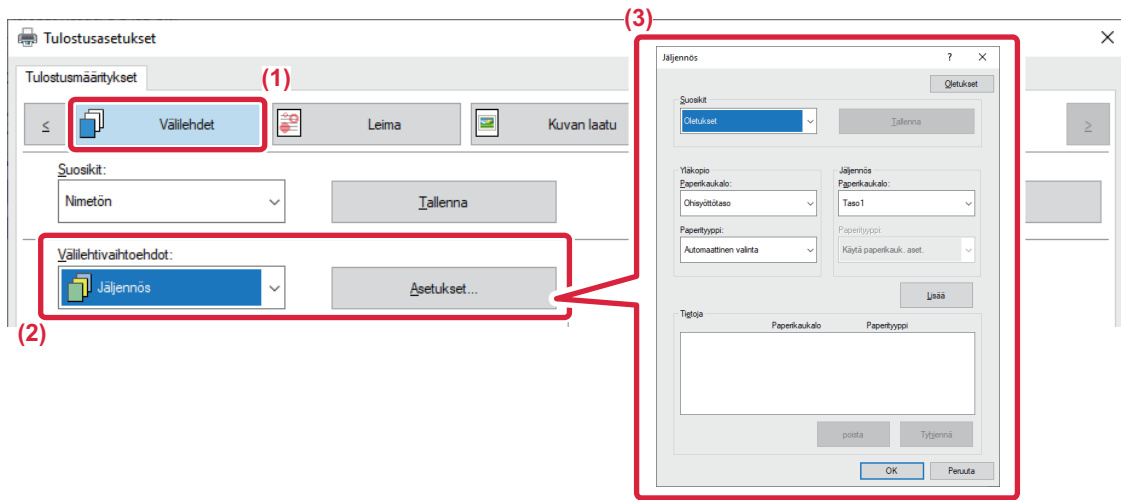 (3)
Tulostusasetukset
Tulostusmääritykset
(1)
<
Välilehdet
Leima
Kuvan laatu
>
Suosikit:
Nimetön
Tallenna
Välilehtivaihtoehdot:
Jäljennös
Asetukset...
(2)
Jäljennös
?
Oletukset
Suosikit
Oletukset
Tallenna
Yläkopio
Paperikaukalo:
Ohisyöttötaso
Paperityyppi:
Automaattinen valinta
Jäljennös
Paperikaukalo:
Taso1
Paperityyppi:
Käytä paperikauk. aset.
Lisää
Tietoja
Paperikaukalo Paperityyppi
poista
Tyhjennä
OK
Peruuta